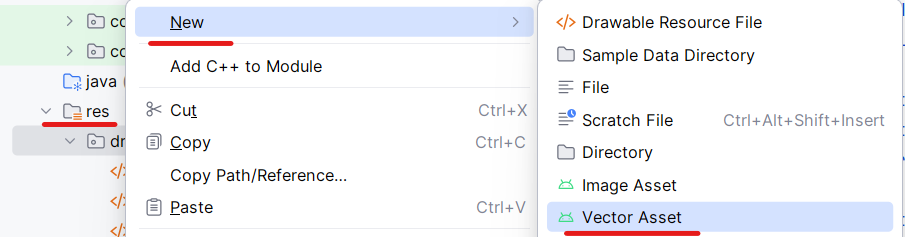 co
co
java
res
dr
New
Add C++ to Module
Cut Ctrl+X
Copy Ctrl+C
Copy Path/Reference...
Paste Ctrl+V
Drawable Resource File
Sample Data Directory
File
Scratch File Ctrl+Alt+Shift+Insert
Directory
Image Asset
Vector Asset